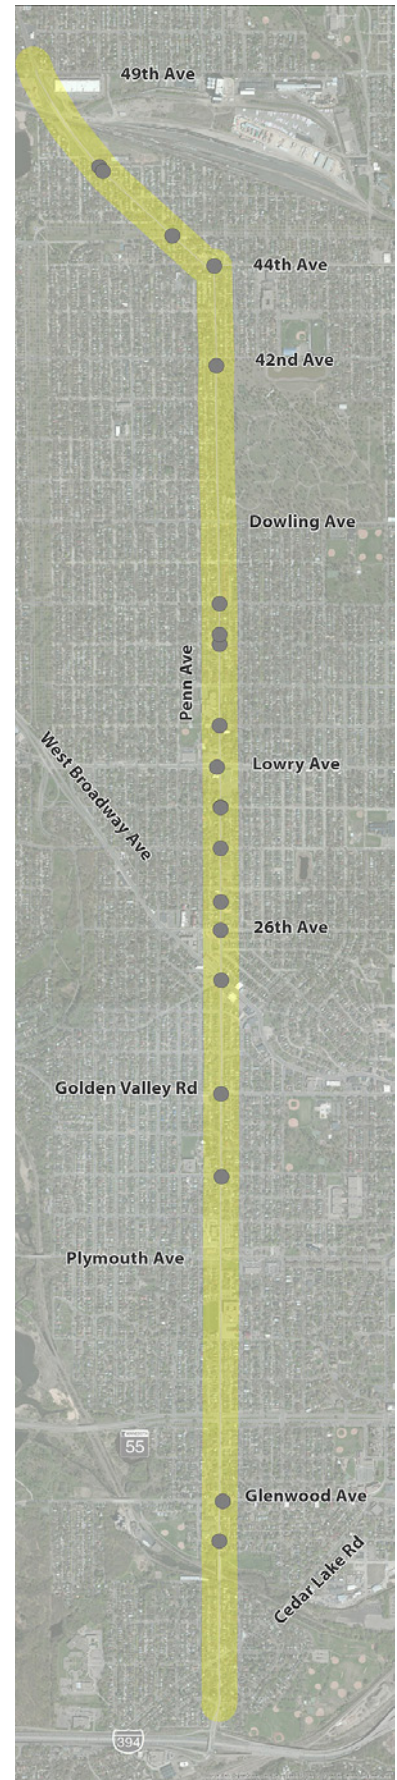 49th Ave
44th Ave
42nd Ave
Dowling Ave
Penn Ave
West Broadway Ave
Lowry Ave
26th Ave
Golden Valley Rd
Plymouth Ave
55
Glenwood Ave
Cedar Lake Rd
394